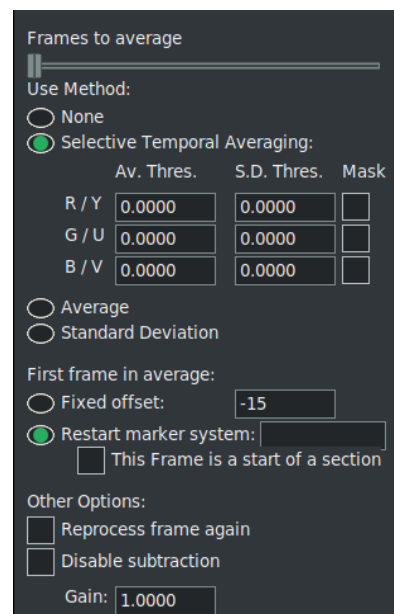 Frames to average
Use Method:
None
Selective Temporal Averaging:
Av. Thres. S.D. Thres. Mask
R / Y 0.0000 0.0000
G / U 0.0000 0.0000
B / V 0.0000 0.0000
Average
Standard Deviation
First frame in average:
Fixed offset: -15
Restart marker system:
This Frame is a start of a section
Other Options:
Reprocess frame again
Disable subtraction
Gain: 1.0000